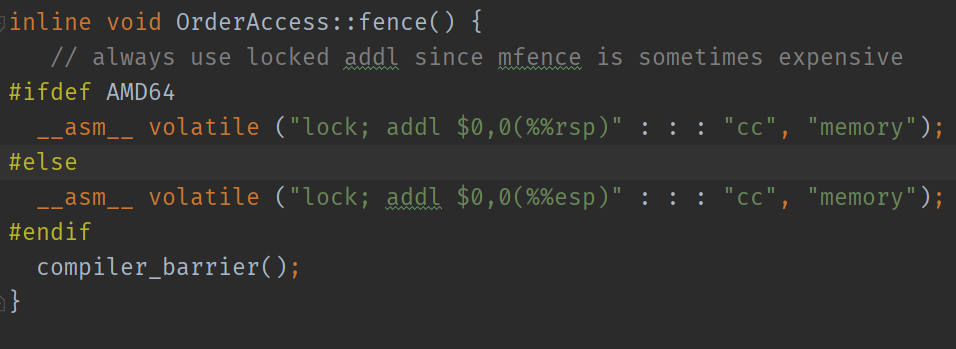 inline void OrderAccess::fence() {
   // always use locked addl since mfence is sometimes expensive
#ifdef AMD64
  __asm__ volatile ("lock; addl $0,0(%%rsp)" : : : "cc", "memory");
#else
  __asm__ volatile ("lock; addl $0,0(%%esp)" : : : "cc", "memory");
#endif
  compiler_barrier();
}